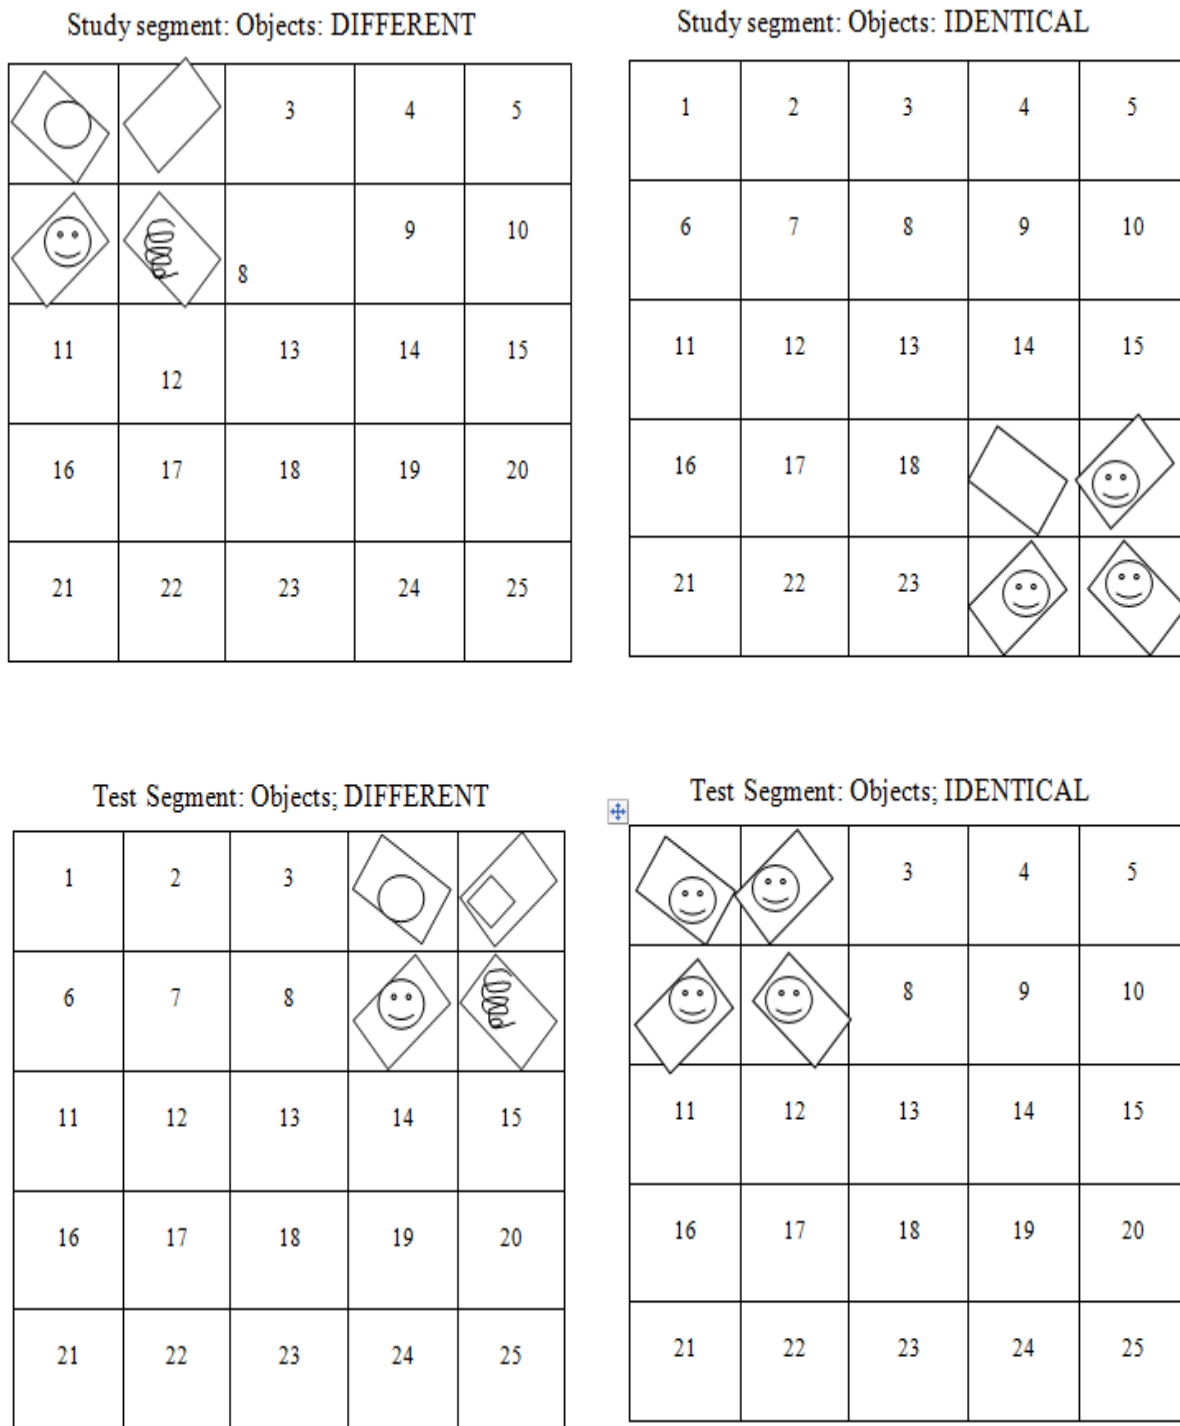 Study segment: Objects: DIFFERENT
3 4 5
9 10
8
11 13 14 15
12
16 17 18 19 20
21 22 23 24 25
Study segment: Objects: IDENTICAL
1 2 3 4 5
6 7 8 9 10
11 12 13 14 15
16 17 18
21 22 23
Test Segment: Objects; DIFFERENT
1 2 3
6 7 8
11 12 13 14 15
16 17 18 19 20
21 22 23 24 25
Test Segment: Objects; IDENTICAL
3 4 5
8 9 10
11 12 13 14 15
16 17 18 19 20
21 22 23 24 25